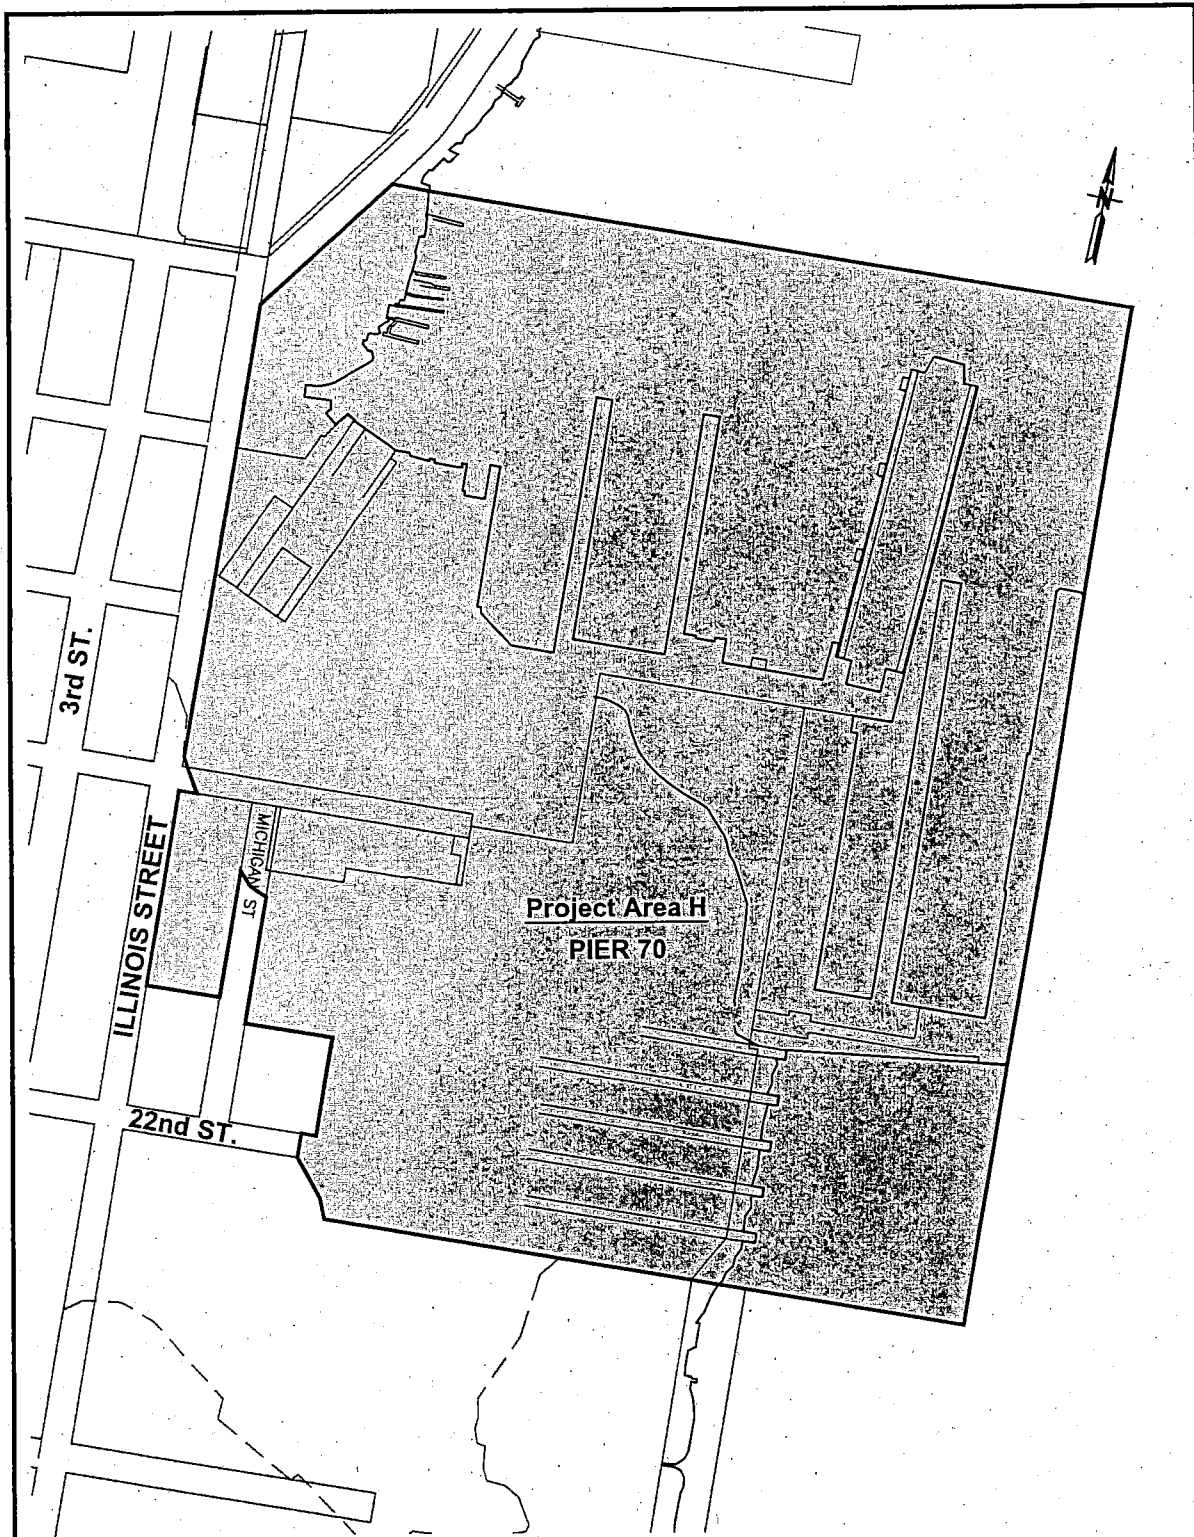 N
3rd ST.
ILLINOIS STREET
MICHIGAN ST
Project Area H
PIER 70
22nd ST.